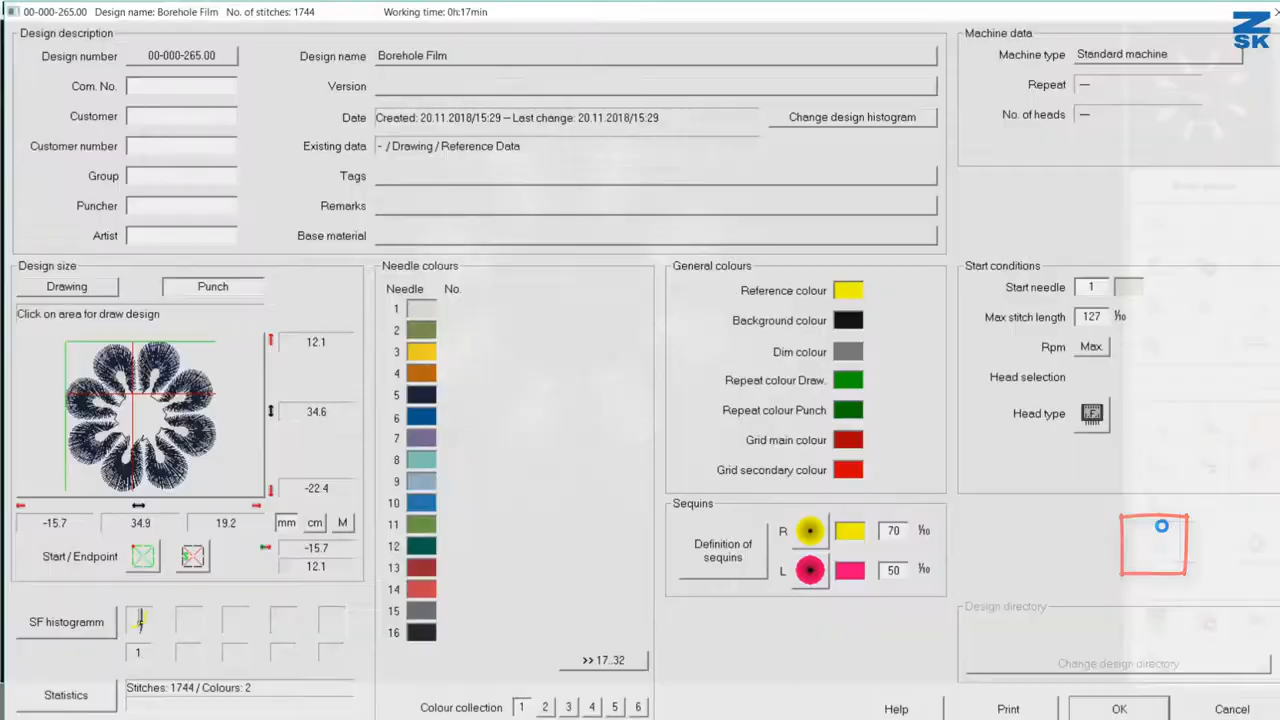 00-000-265.00 Design name: Borehole Film No. of stitches: 1744 Working time: 0h:17min
ZSK
Design description
Design number 00-000-265.00
Com. No.
Customer
Customer number
Group
Puncher
Artist
Design name Borehole Film
Version
Date Created: 20.11.2018/15:29 – Last change: 20.11.2018/15:29 Change design histogram
Existing data - / Drawing / Reference Data
Tags
Remarks
Base material
Machine data
Machine type Standard machine
Repeat —
No. of heads —
Design size
Drawing Punch
Click on area for draw design
12.1
34.6
-22.4
-15.7 34.9 19.2 mm cm M
Start / Endpoint -15.7
12.1
SF histogramm
1
Statistics Stitches: 1744 / Colours: 2
Needle colours
Needle No.
1
2
3
4
5
6
7
8
9
10
11
12
13
14
15
16
>> 17..32
Colour collection 1 2 3 4 5 6
General colours
Reference colour
Background colour
Dim colour
Repeat colour Draw.
Repeat colour Punch
Grid main colour
Grid secondary colour
Sequins
Definition of
sequins
R 70 1/10
L 50 1/10
Start conditions
Start needle 1
Max stitch length 127 1/10
Rpm Max.
Head selection
Head type F
Design directory
Change design directory
Help Print OK Cancel